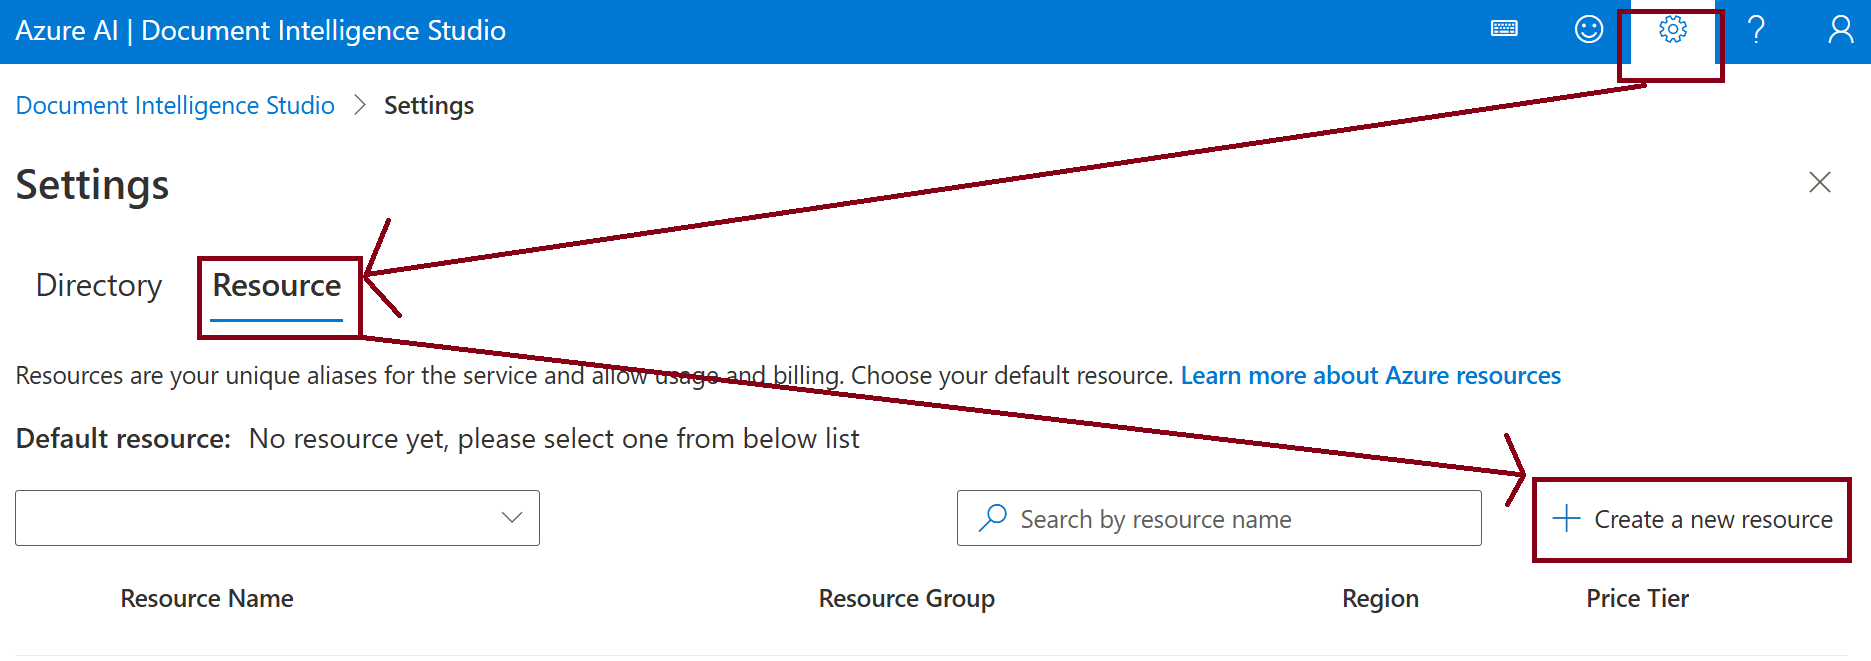 Azure AI | Document Intelligence Studio
?
Document Intelligence Studio > Settings
Settings
Directory Resource
Resources are your unique aliases for the service and allow usage and billing. Choose your default resource. Learn more about Azure resources
Default resource: No resource yet, please select one from below list
Search by resource name + Create a new resource
Resource Name Resource Group Region Price Tier